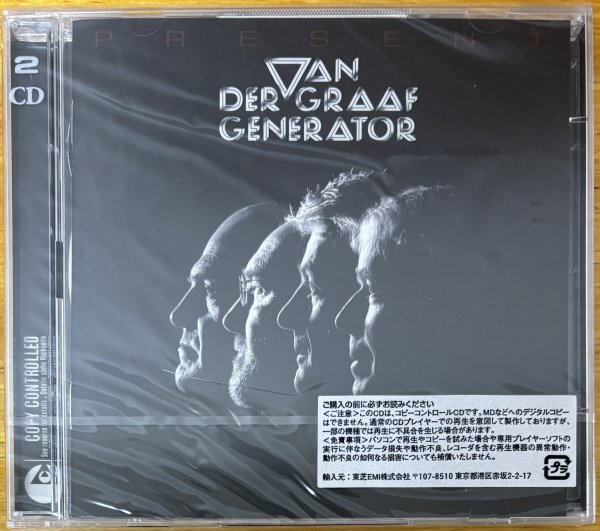 PRESENT
VAN
DER GRAAF
GENERATOR
2
CD
COPY CONTROLLED
See reverse for details . Details siehe Rückseite
ご購入の前に必ずお読みください
<ご注意>このCDは、コピーコントロールCDです。MDなどへのデジタルコピー
はできません。通常のCDプレイヤーでの再生を意図して製作しておりますが、
一部の機種では再生に不具合を生じる場合があります。
<免責事項>パソコンで再生やコピーを試みた場合や専用プレイヤーソフトの
実行に伴うデータ損失や動作不良、レコーダを含む再生機器の異常動作・
動作不良の如何なる損害についても補償いたしません。
輸入元:東芝EMI株式会社 〒107-8510 東京都港区赤坂2-2-17
プラ